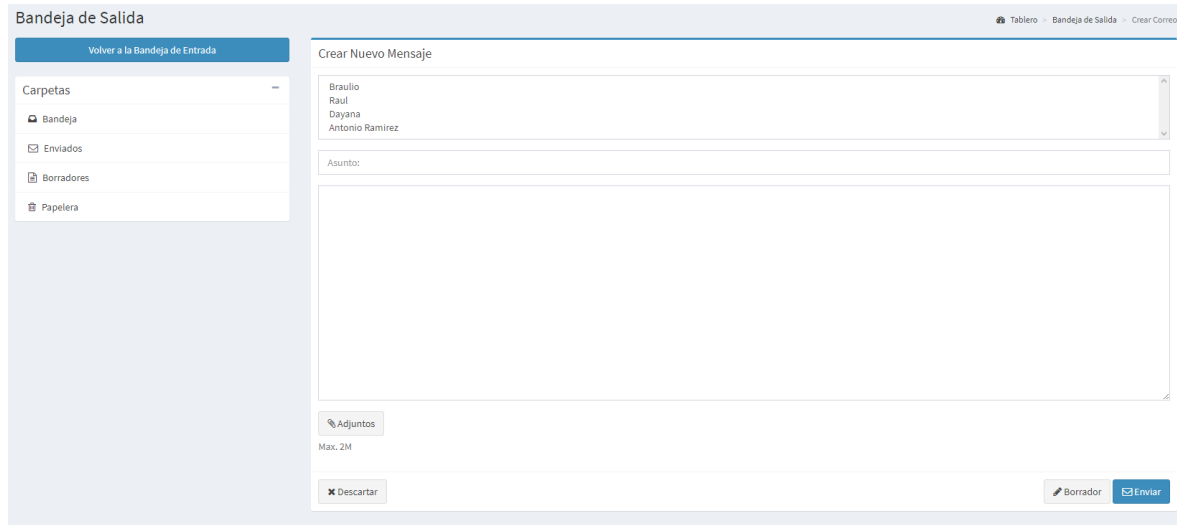 Bandeja de Salida
Tablero > Bandeja de Salida > Crear Correo
Volver a la Bandeja de Entrada
Carpetas
Bandeja
Enviados
Borradores
Papelera
Crear Nuevo Mensaje
Braulio
Raul
Dayana
Antonio Ramirez
Asunto:
Adjuntos
Max. 2M
Descartar
Borrador
Enviar